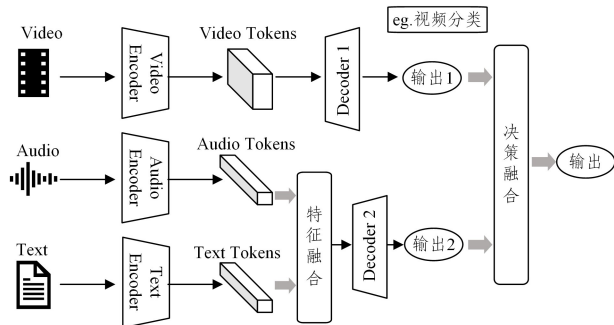 eg.视频分类
Video
Video Encoder
Video Tokens
Decoder 1
输出1
Audio
Audio Encoder
Audio Tokens
特征融合
Decoder 2
输出2
决策融合
输出
Text
Text Encoder
Text Tokens